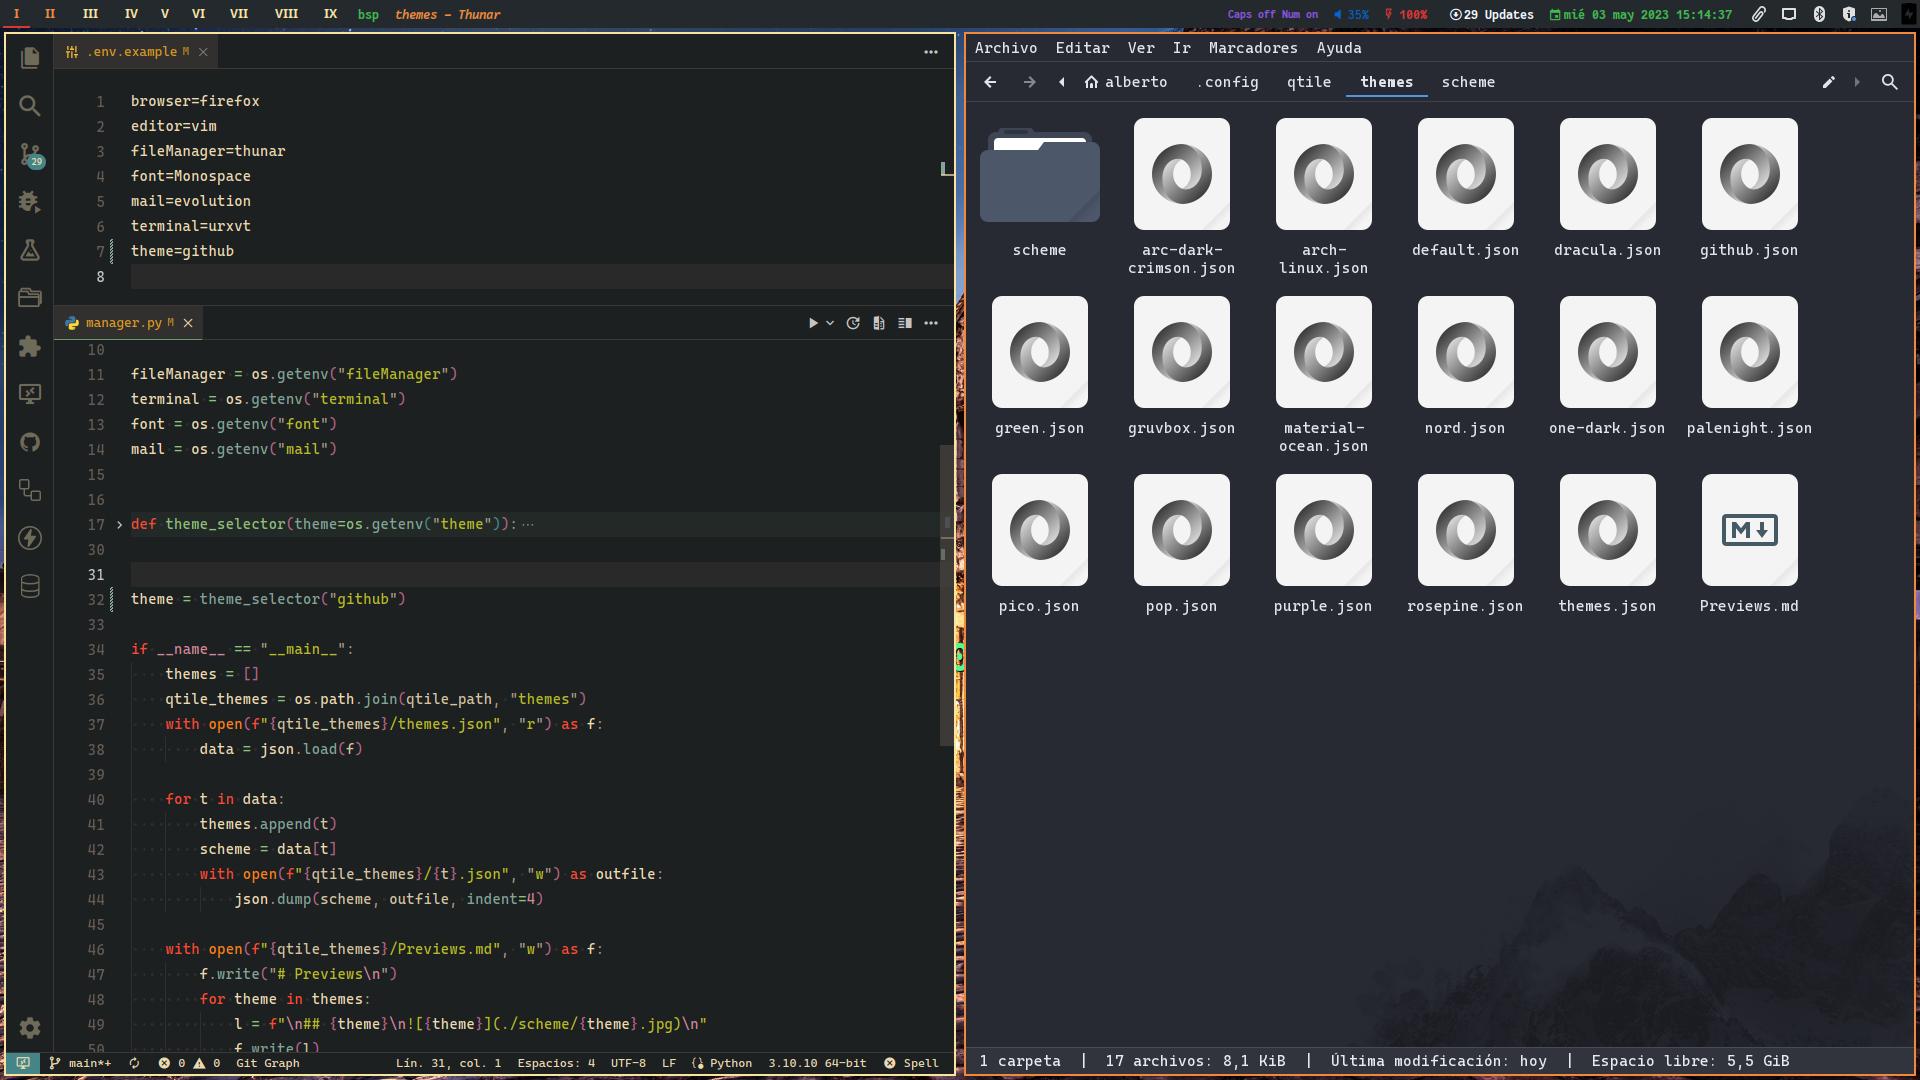 I II III IV V VI VII VIII IX bsp themes - Thunar
Caps off Num on 35% 100% 29 Updates mié 03 may 2023 15:14:37
.env.example M
1 browser=firefox
2 editor=vim
3 fileManager=thunar
4 font=Monospace
5 mail=evolution
6 terminal=urxvt
7 theme=github
8
29
manager.py M
10
11 fileManager = os.getenv("fileManager")
12 terminal = os.getenv("terminal")
13 font = os.getenv("font")
14 mail = os.getenv("mail")
15
16
17 def theme_selector(theme=os.getenv("theme")):···
30
31
32 theme = theme_selector("github")
33
34 if __name__ == "__main__":
35 themes = []
36 qtile_themes = os.path.join(qtile_path, "themes")
37 with open(f"{qtile_themes}/themes.json", "r") as f:
38 data = json.load(f)
39
40 for t in data:
41 themes.append(t)
42 scheme = data[t]
43 with open(f"{qtile_themes}/{t}.json", "w") as outfile:
44 json.dump(scheme, outfile, indent=4)
45
46 with open(f"{qtile_themes}/Previews.md", "w") as f:
47 f.write("# Previews\n")
48 for theme in themes:
49 l = f"\n## {theme}\n![{theme}](./scheme/{theme}.jpg)\n"
50 f.write(l)
main*+ 0 0 Git Graph Lín. 31, col. 1 Espacios: 4 UTF-8 LF Python 3.10.10 64-bit Spell
Archivo Editar Ver Ir Marcadores Ayuda
alberto .config qtile themes scheme
scheme arc-dark-crimson.json arch-linux.json default.json dracula.json github.json
green.json gruvbox.json material-ocean.json nord.json one-dark.json palenight.json
M
pico.json pop.json purple.json rosepine.json themes.json Previews.md
1 carpeta | 17 archivos: 8,1 KiB | Última modificación: hoy | Espacio libre: 5,5 GiB